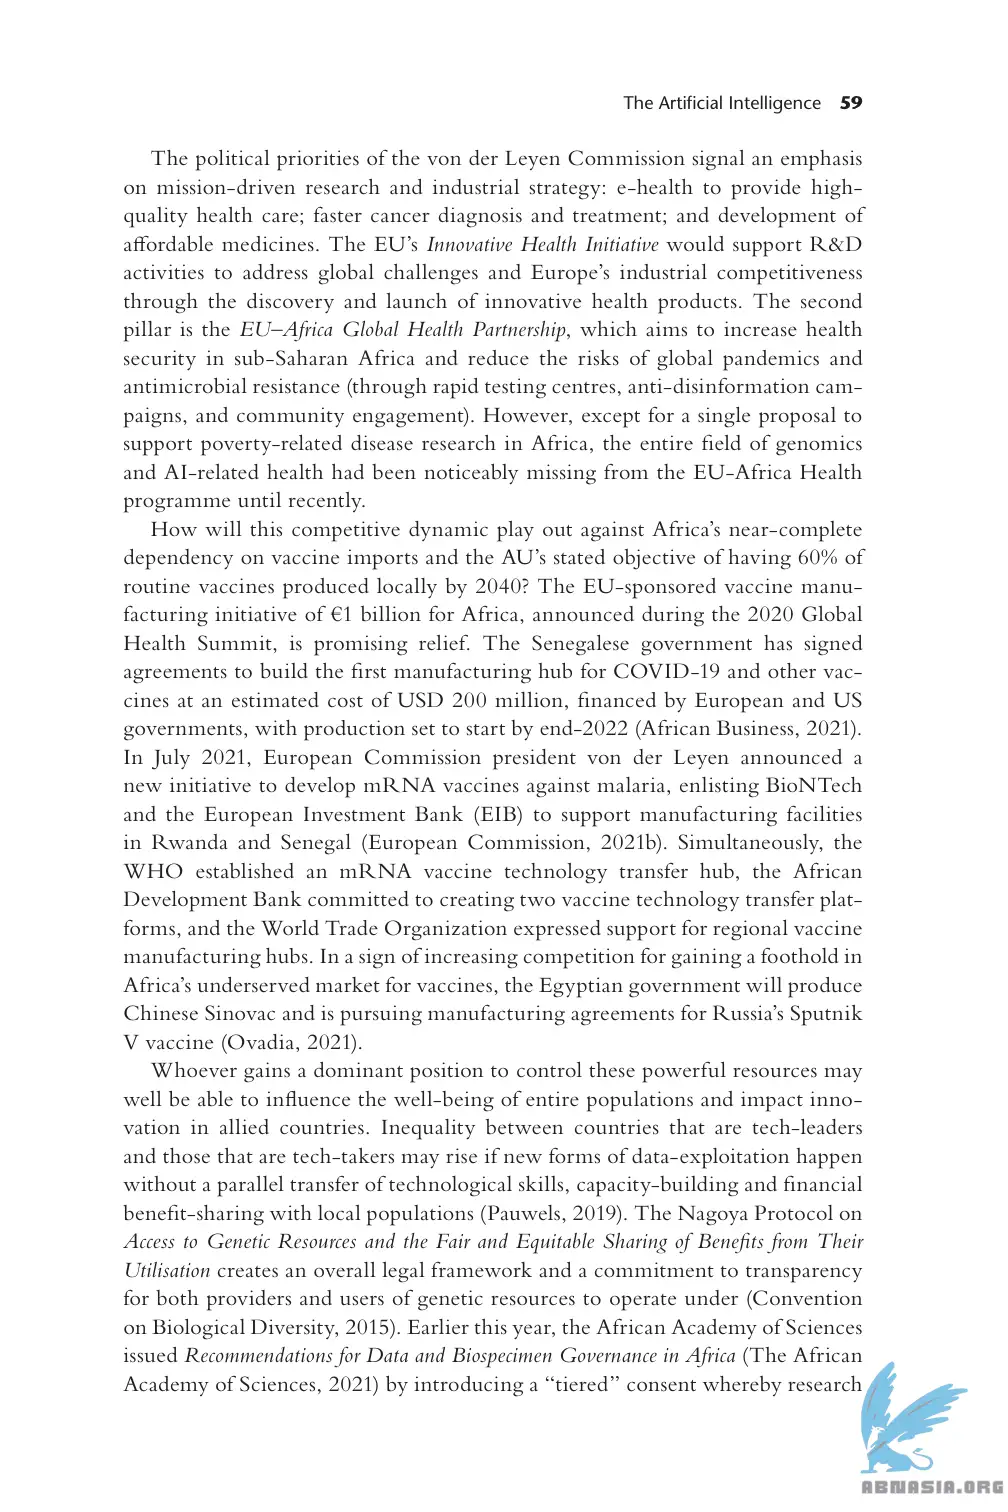 The Artificial Intelligence 59
The political priorities of the von der Leyen Commission signal an emphasis
on mission-driven research and industrial strategy: e-health to provide high-
quality health care; faster cancer diagnosis and treatment; and development of
affordable medicines. The EU’s Innovative Health Initiative would support R&D
activities to address global challenges and Europe’s industrial competitiveness
through the discovery and launch of innovative health products. The second
pillar is the EU–Africa Global Health Partnership, which aims to increase health
security in sub-Saharan Africa and reduce the risks of global pandemics and
antimicrobial resistance (through rapid testing centres, anti-disinformation cam-
paigns, and community engagement). However, except for a single proposal to
support poverty-related disease research in Africa, the entire field of genomics
and AI-related health had been noticeably missing from the EU-Africa Health
programme until recently.
How will this competitive dynamic play out against Africa’s near-complete
dependency on vaccine imports and the AU’s stated objective of having 60% of
routine vaccines produced locally by 2040? The EU-sponsored vaccine manu-
facturing initiative of €1 billion for Africa, announced during the 2020 Global
Health Summit, is promising relief. The Senegalese government has signed
agreements to build the first manufacturing hub for COVID-19 and other vac-
cines at an estimated cost of USD 200 million, financed by European and US
governments, with production set to start by end-2022 (African Business, 2021).
In July 2021, European Commission president von der Leyen announced a
new initiative to develop mRNA vaccines against malaria, enlisting BioNTech
and the European Investment Bank (EIB) to support manufacturing facilities
in Rwanda and Senegal (European Commission, 2021b). Simultaneously, the
WHO established an mRNA vaccine technology transfer hub, the African
Development Bank committed to creating two vaccine technology transfer plat-
forms, and the World Trade Organization expressed support for regional vaccine
manufacturing hubs. In a sign of increasing competition for gaining a foothold in
Africa’s underserved market for vaccines, the Egyptian government will produce
Chinese Sinovac and is pursuing manufacturing agreements for Russia’s Sputnik
V vaccine (Ovadia, 2021).
Whoever gains a dominant position to control these powerful resources may
well be able to influence the well-being of entire populations and impact inno-
vation in allied countries. Inequality between countries that are tech-leaders
and those that are tech-takers may rise if new forms of data-exploitation happen
without a parallel transfer of technological skills, capacity-building and financial
benefit-sharing with local populations (Pauwels, 2019). The Nagoya Protocol on
Access to Genetic Resources and the Fair and Equitable Sharing of Benefits from Their
Utilisation creates an overall legal framework and a commitment to transparency
for both providers and users of genetic resources to operate under (Convention
on Biological Diversity, 2015). Earlier this year, the African Academy of Sciences
issued Recommendations for Data and Biospecimen Governance in Africa (The African
Academy of Sciences, 2021) by introducing a “tiered” consent whereby research
ABNASIA.ORG